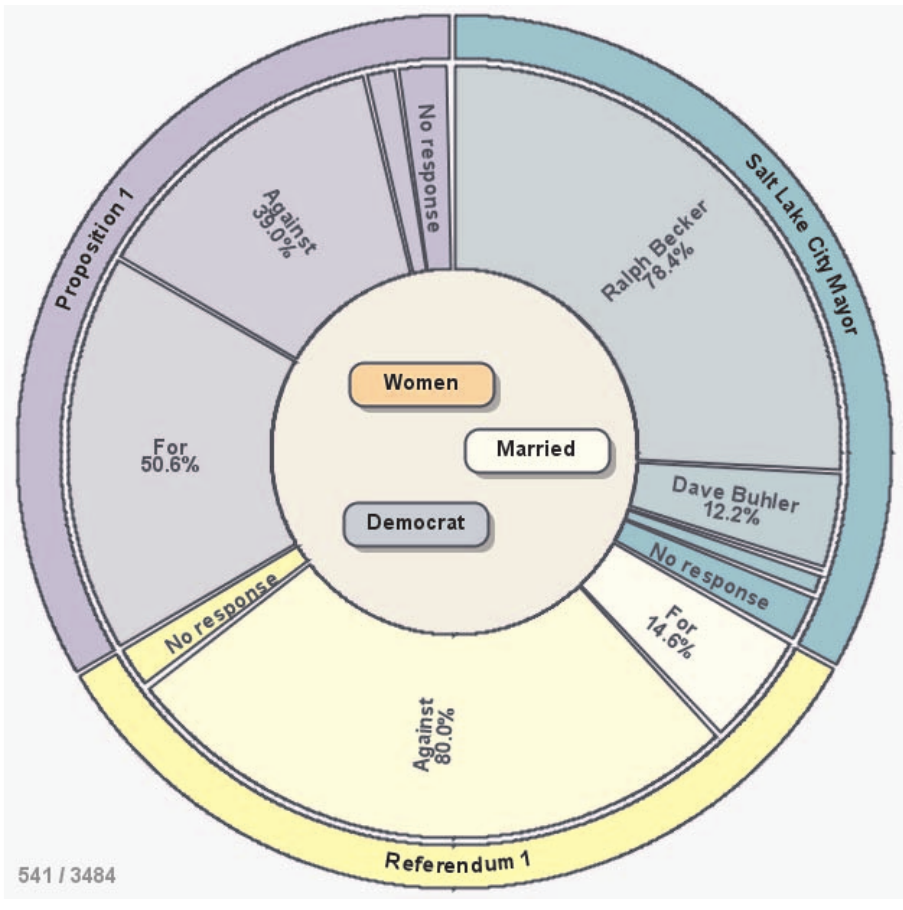 Proposition 1
Against
39.0%
No response
Salt Lake City Mayor
Ralph Becker
78.4%
Women
Married
Democrat
For
50.6%
Dave Buhler
12.2%
No response
No response
For
14.6%
Against
80.0%
Referendum 1
541 / 3484